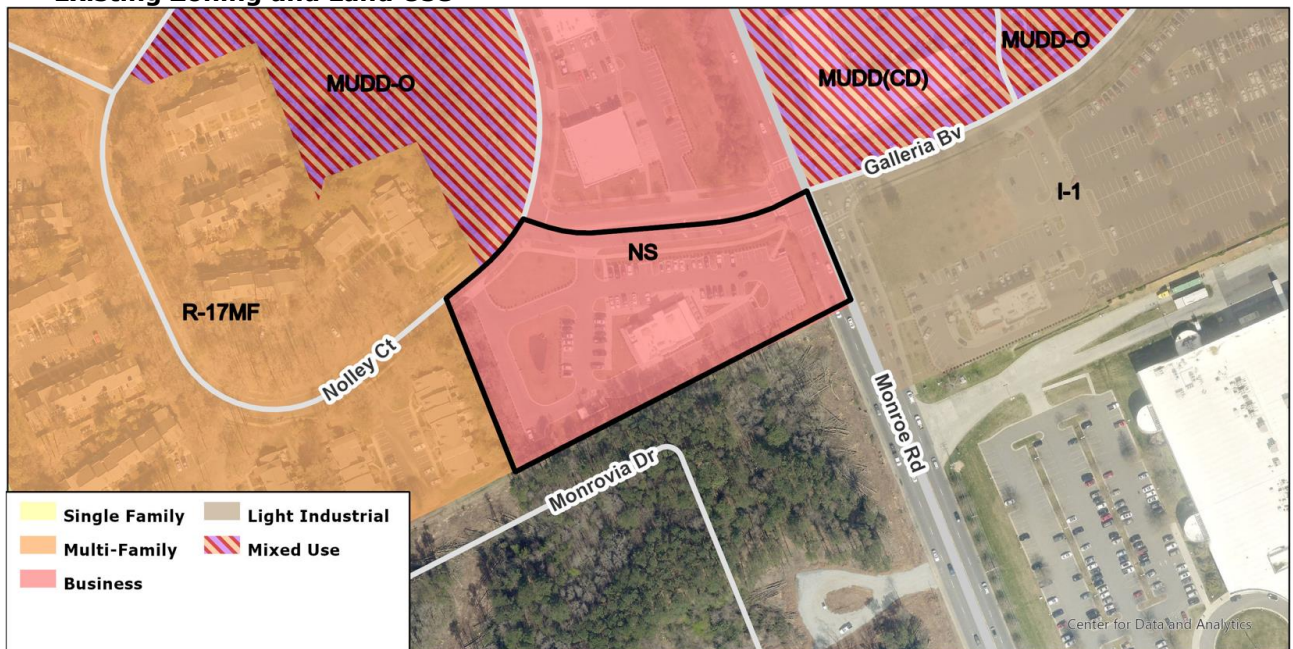 Existing Zoning and Land Use
MUDD-O
MUDD-O
MUDD(CD)
Galleria Bv
I-1
NS
R-17MF
Nolley Ct
Monroe Rd
Monrovia Dr
Single Family
Light Industrial
Multi-Family
Mixed Use
Business
Center for Data and Analytics